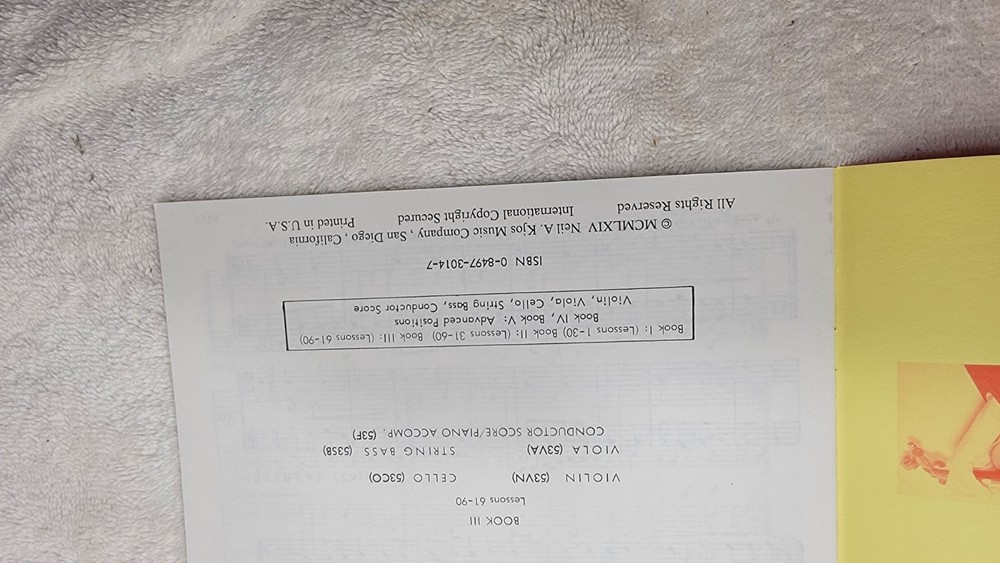 BOOK III
Lessons 61-90
VIOLIN (53VN) CELLO (53CO)
VIOLA (53VA) STRING BASS (53SB)
CONDUCTOR SCORE/PIANO ACCOMP. (53F)
Book I: (Lessons 1-30) Book II: (Lessons 31-60) Book III: (Lessons 61-90)
Book IV, Book V: Advanced Positions
Violin, Viola, Cello, String Bass, Conductor Score
ISBN 0-8497-3014-7
© MCMLXIV Neil A. Kjos Music Company, San Diego, California
All Rights Reserved International Copyright Secured Printed in U.S.A.